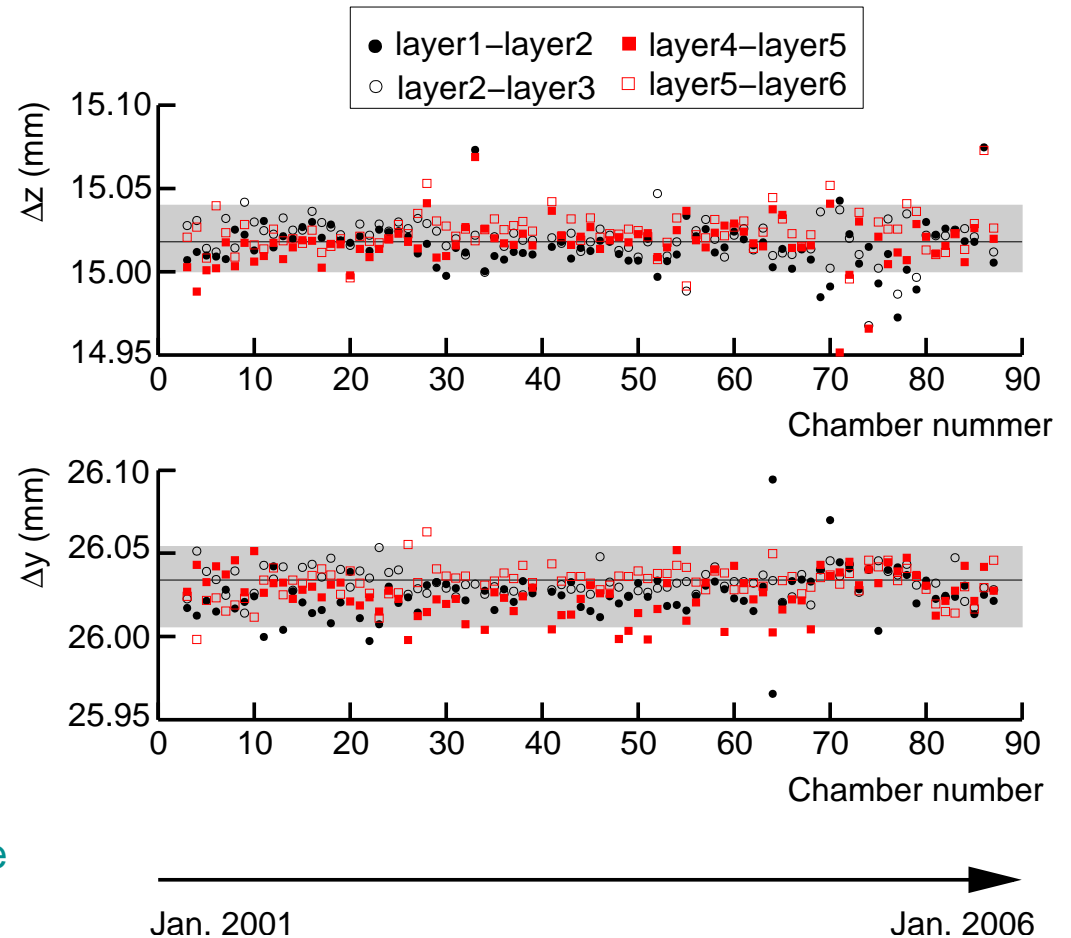 layer1−layer2 layer4−layer5
layer2−layer3 layer5−layer6
Δz (mm)
15.10
15.05
15.00
14.95
0 10 20 30 40 50 60 70 80 90
Chamber nummer
Δy (mm)
26.10
26.05
26.00
25.95
0 10 20 30 40 50 60 70 80 90
Chamber number
e
Jan. 2001 Jan. 2006